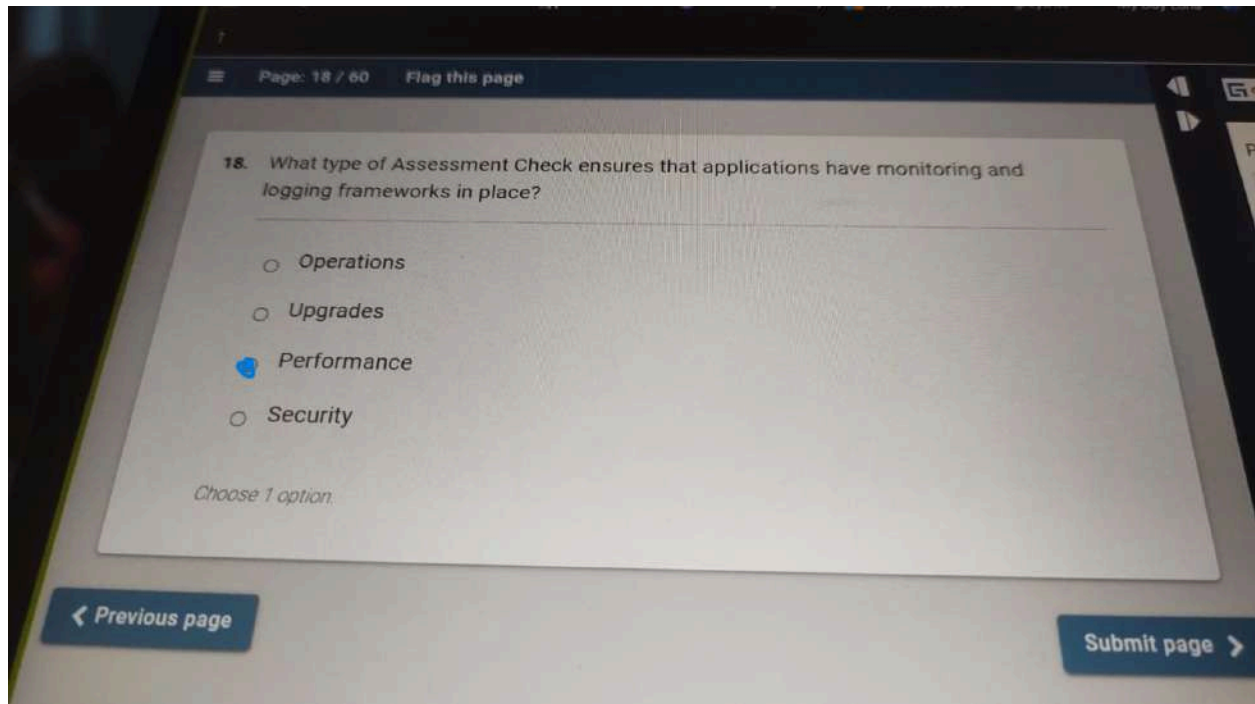 Page: 18 / 60 Flag this page
18. What type of Assessment Check ensures that applications have monitoring and
logging frameworks in place?
Operations
Upgrades
Performance
Security
Choose 1 option.
Previous page
Submit page